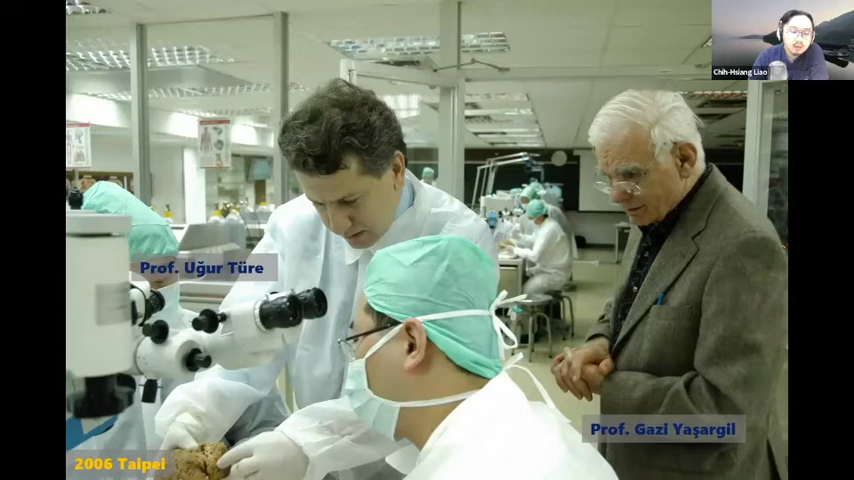 Chih-Hsiang Liao
Prof. Uğur Türe
Prof. Gazi Yaşargil
2006 Taipei